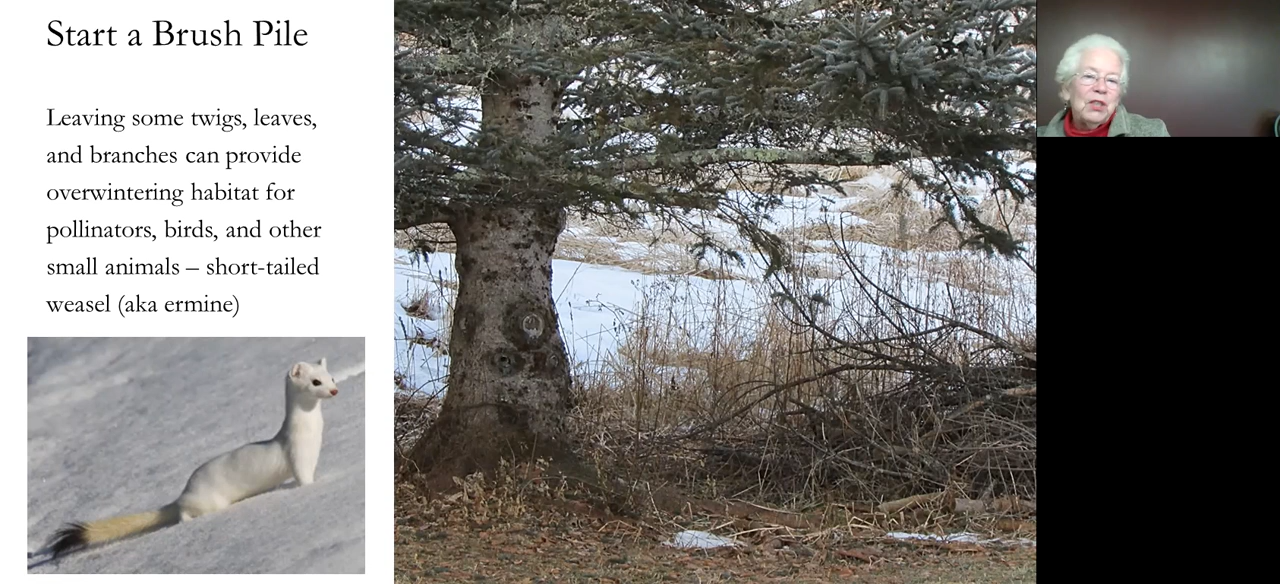 Start a Brush Pile
Leaving some twigs, leaves,
and branches can provide
overwintering habitat for
pollinators, birds, and other
small animals – short-tailed
weasel (aka ermine)